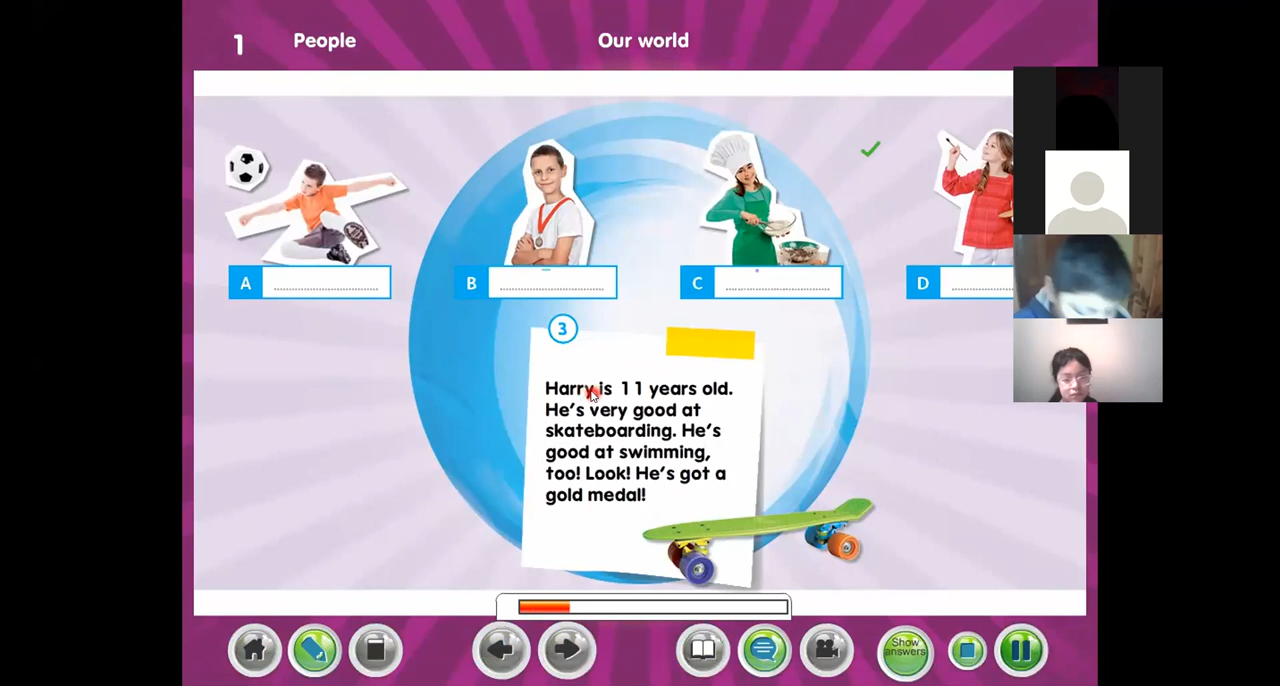 1 People Our world
A ........................
B ........................
C ........................
D ..............
3
Harry is 11 years old.
He's very good at
skateboarding. He's
good at swimming,
too! Look! He's got a
gold medal!
Show
answers